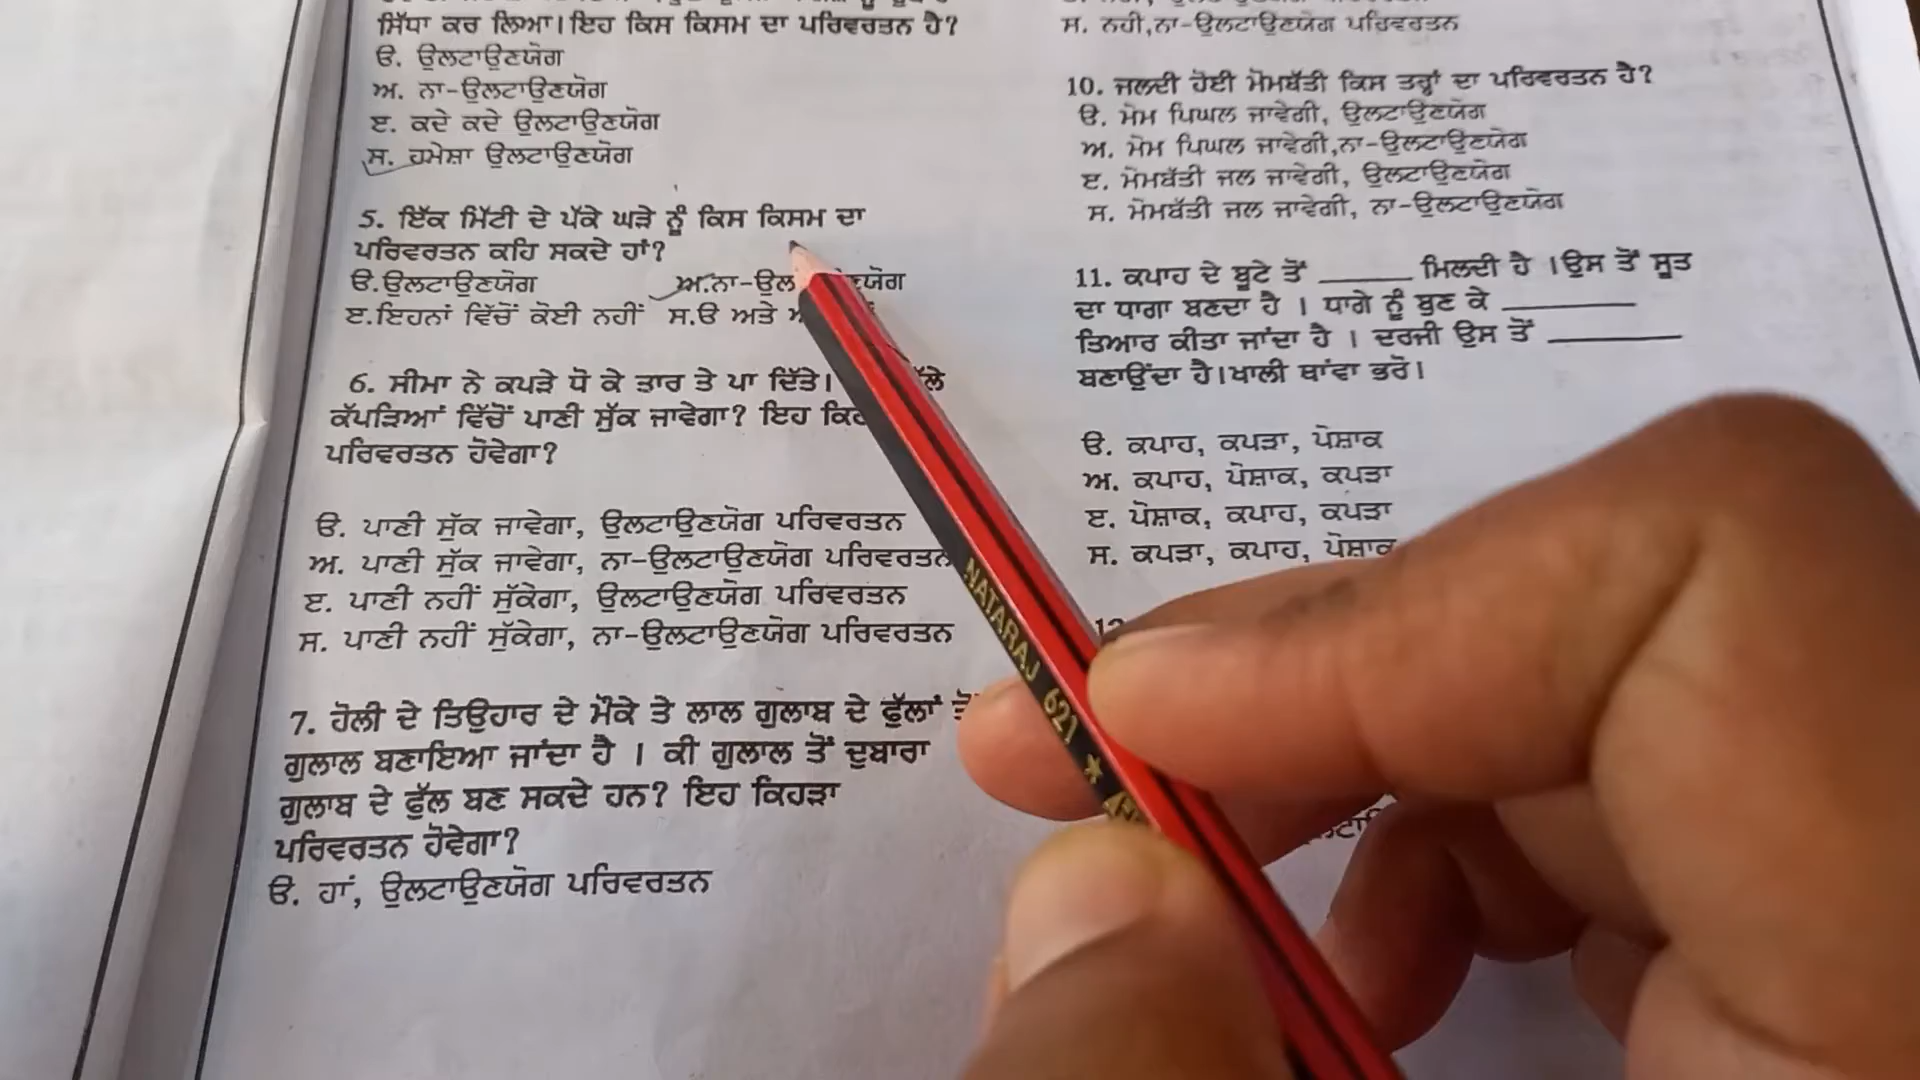 ਸਿੱਧਾ ਕਰ ਲਿਆ।ਇਹ ਕਿਸ ਕਿਸਮ ਦਾ ਪਰਿਵਰਤਨ ਹੈ?
ੳ. ਉਲਟਾਉਣਯੋਗ
ਅ. ਨਾ-ਉਲਟਾਉਣਯੋਗ
ੲ. ਕਦੇ ਕਦੇ ਉਲਟਾਉਣਯੋਗ
ਸ. ਹਮੇਸ਼ਾ ਉਲਟਾਉਣਯੋਗ
5. ਇੱਕ ਮਿੱਟੀ ਦੇ ਪੱਕੇ ਘੜੇ ਨੂੰ ਕਿਸ ਕਿਸਮ ਦਾ
ਪਰਿਵਰਤਨ ਕਹਿ ਸਕਦੇ ਹਾਂ?
ੳ.ਉਲਟਾਉਣਯੋਗ ਅ.ਨਾ-ਉਲ
ੲ.ਇਹਨਾਂ ਵਿੱਚੋਂ ਕੋਈ ਨਹੀਂ ਸ.ੳ ਅਤੇ
6. ਸੀਮਾ ਨੇ ਕਪੜੇ ਧੋ ਕੇ ਤਾਰ ਤੇ ਪਾ ਦਿੱਤੇ।
ਕੱਪੜਿਆਂ ਵਿੱਚੋਂ ਪਾਣੀ ਸੁੱਕ ਜਾਵੇਗਾ? ਇਹ
ਪਰਿਵਰਤਨ ਹੋਵੇਗਾ?
ੳ. ਪਾਣੀ ਸੁੱਕ ਜਾਵੇਗਾ, ਉਲਟਾਉਣਯੋਗ ਪਰਿਵਰਤਨ
ਅ. ਪਾਣੀ ਸੁੱਕ ਜਾਵੇਗਾ, ਨਾ-ਉਲਟਾਉਣਯੋਗ ਪਰਿਵਰਤਨ
ੲ. ਪਾਣੀ ਨਹੀਂ ਸੁੱਕੇਗਾ, ਉਲਟਾਉਣਯੋਗ ਪਰਿਵਰਤਨ
ਸ. ਪਾਣੀ ਨਹੀਂ ਸੁੱਕੇਗਾ, ਨਾ-ਉਲਟਾਉਣਯੋਗ ਪਰਿਵਰਤਨ
7. ਹੋਲੀ ਦੇ ਤਿਉਹਾਰ ਦੇ ਮੌਕੇ ਤੇ ਲਾਲ ਗੁਲਾਬ ਦੇ ਫੁੱਲਾਂ ਤੋਂ
ਗੁਲਾਲ ਬਣਾਇਆ ਜਾਂਦਾ ਹੈ । ਕੀ ਗੁਲਾਲ ਤੋਂ ਦੁਬਾਰਾ
ਗੁਲਾਬ ਦੇ ਫੁੱਲ ਬਣ ਸਕਦੇ ਹਨ? ਇਹ ਕਿਹੜਾ
ਪਰਿਵਰਤਨ ਹੋਵੇਗਾ?
ੳ. ਹਾਂ, ਉਲਟਾਉਣਯੋਗ ਪਰਿਵਰਤਨ
ਸ. ਨਹੀ,ਨਾ-ਉਲਟਾਉਣਯੋਗ ਪਰਿਵਰਤਨ
10. ਜਲਦੀ ਹੋਈ ਮੋਮਬੱਤੀ ਕਿਸ ਤਰ੍ਹਾਂ ਦਾ ਪਰਿਵਰਤਨ ਹੈ?
ੳ. ਮੋਮ ਪਿਘਲ ਜਾਵੇਗੀ, ਉਲਟਾਉਣਯੋਗ
ਅ. ਮੋਮ ਪਿਘਲ ਜਾਵੇਗੀ,ਨਾ-ਉਲਟਾਉਣਯੋਗ
ੲ. ਮੋਮਬੱਤੀ ਜਲ ਜਾਵੇਗੀ, ਉਲਟਾਉਣਯੋਗ
ਸ. ਮੋਮਬੱਤੀ ਜਲ ਜਾਵੇਗੀ, ਨਾ-ਉਲਟਾਉਣਯੋਗ
11. ਕਪਾਹ ਦੇ ਬੂਟੇ ਤੋਂ ______ ਮਿਲਦੀ ਹੈ ।ਉਸ ਤੋਂ ਸੂਤ
ਦਾ ਧਾਗਾ ਬਣਦਾ ਹੈ । ਧਾਗੇ ਨੂੰ ਬੁਣ ਕੇ ________
ਤਿਆਰ ਕੀਤਾ ਜਾਂਦਾ ਹੈ । ਦਰਜੀ ਉਸ ਤੋਂ ________
ਬਣਾਉਂਦਾ ਹੈ।ਖਾਲੀ ਥਾਂਵਾ ਭਰੋ।
ੳ. ਕਪਾਹ, ਕਪੜਾ, ਪੋਸ਼ਾਕ
ਅ. ਕਪਾਹ, ਪੋਸ਼ਾਕ, ਕਪੜਾ
ੲ. ਪੋਸ਼ਾਕ, ਕਪਾਹ, ਕਪੜਾ
ਸ. ਕਪੜਾ, ਕਪਾਹ, ਪੋਸ਼ਾਕ
NATARAJ 621